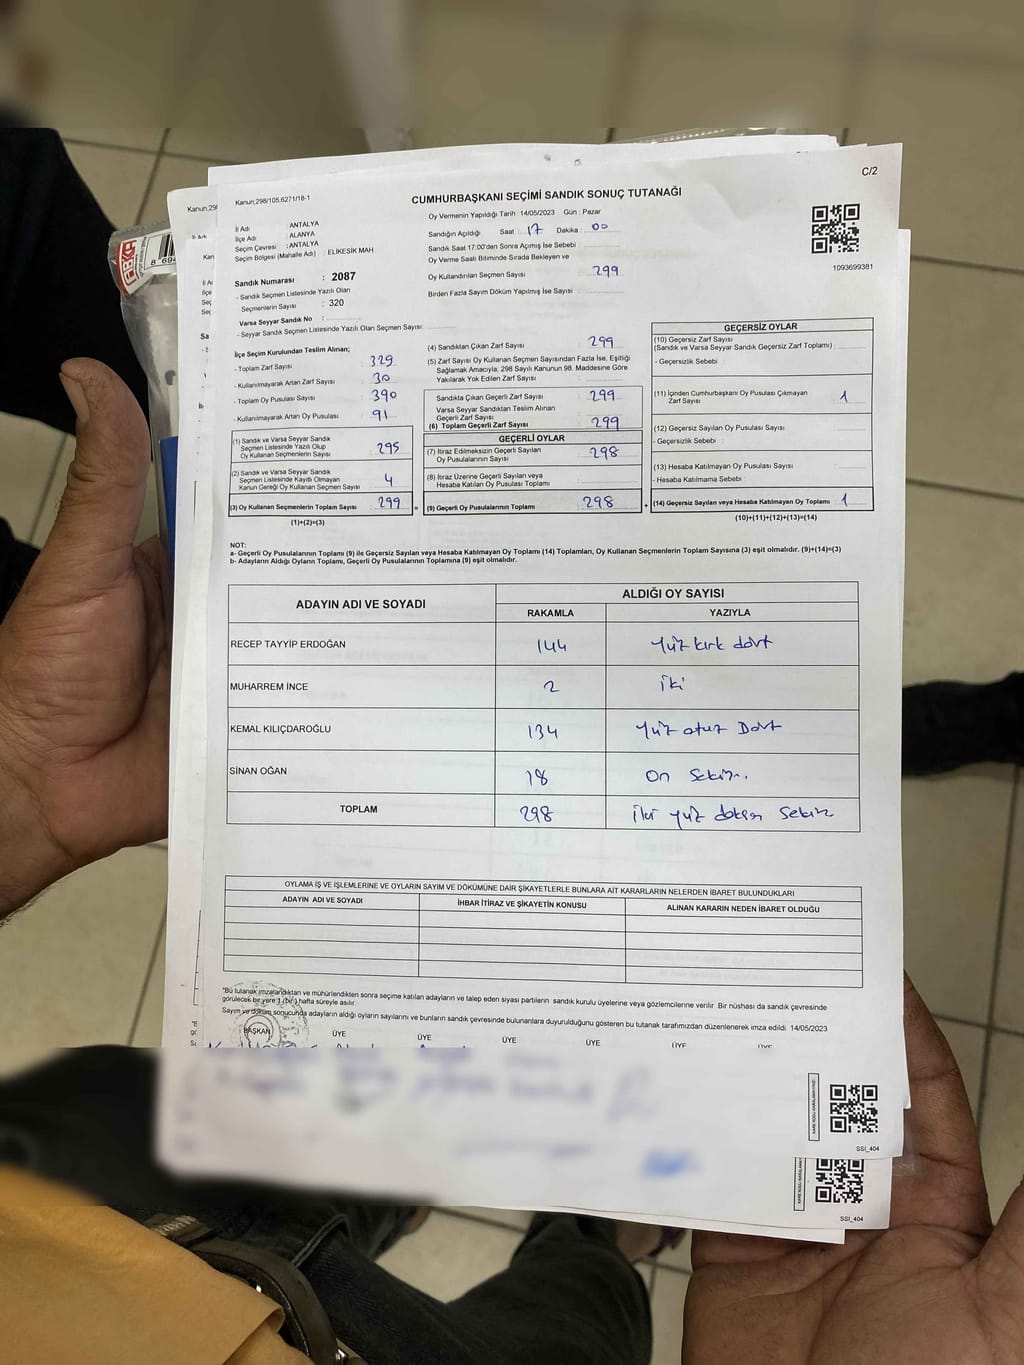 C/2
Kanun;298/105,6271/18-1
CUMHURBAŞKANI SEÇİMİ SANDIK SONUÇ TUTANAĞI
İl Adı : ANTALYA
İlçe Adı : ALANYA
Seçim Çevresi : ANTALYA
Seçim Bölgesi (Mahalle Adı) : ELİKESİK MAH
Oy Vermenin Yapıldığı Tarih :14/05/2023 Gün : Pazar
Sandığın Açıldığı Saat : 17 Dakika : 00
Sandık Saat 17.00'den Sonra Açımış İse Sebebi
Oy Verme Saati Bitiminde Sırada Bekleyen ve
Oy Kullandırılan Seçmen Sayısı : 299
Birden Fazla Sayım Döküm Yapılmış İse Sayısı :
1093699381
Sandık Numarası : 2087
- Sandık Seçmen Listesinde Yazılı Olan
Seçmenlerin Sayısı : 320
Varsa Seyyar Sandık No :
- Seyyar Sandık Seçmen Listesinde Yazılı Olan Seçmen Sayısı:
İlçe Seçim Kurulundan Teslim Alınan;
- Toplam Zarf Sayısı : 329
- Kullanılmayarak Artan Zarf Sayısı : 30
- Toplam Oy Pusulası Sayısı : 390
- Kullanılmayarak Artan Oy Pusulası : 91
(1) Sandık ve Varsa Seyyar Sandık
Seçmen Listesinde Yazılı Olup
Oy Kullanan Seçmenlerin Sayısı : 295
(2) Sandık ve Varsa Seyyar Sandık
Seçmen Listesinde Kayıtlı Olmayan
Kanun Gereği Oy Kullanan Seçmen Sayısı : 4
(3) Oy Kullanan Seçmenlerin Toplam Sayısı : 299 =
(1)+(2)=(3)
(4) Sandıktan Çıkan Zarf Sayısı : 299
(5) Zarf Sayısı Oy Kullanan Seçmen Sayısından Fazla İse, Eşitliği
Sağlamak Amacıyla, 298 Sayılı Kanunun 98. Maddesine Göre
Yakılarak Yok Edilen Zarf Sayısı :
Sandıkta Çıkan Geçerli Zarf Sayısı : 299
Varsa Seyyar Sandıktan Teslim Alınan
Geçerli Zarf Sayısı :
(6) Toplam Geçerli Zarf Sayısı : 299
GEÇERLİ OYLAR
(7) İtiraz Edilmeksizin Geçerli Sayılan
Oy Pusulalarının Sayısı : 298
(8) İtiraz Üzerine Geçerli Sayılan veya
Hesaba Katılan Oy Pusulası Toplamı :
(9) Geçerli Oy Pusulalarının Toplamı : 298 +
GEÇERSİZ OYLAR
(10) Geçersiz Zarf Sayısı
(Sandık ve Varsa Seyyar Sandık Geçersiz Zarf Toplamı) :
- Geçersizlik Sebebi :
(11) İçinden Cumhurbaşkanı Oy Pusulası Çıkmayan
Zarf Sayısı : 1
(12) Geçersiz Sayılan Oy Pusulası Sayısı :
- Geçersizlik Sebebi :
(13) Hesaba Katılmayan Oy Pusulası Sayısı :
- Hesaba Katılmama Sebebi :
(14) Geçersiz Sayılan veya Hesaba Katılmayan Oy Toplamı : 1
(10)+(11)+(12)+(13)=(14)
NOT:
a- Geçerli Oy Pusulalarının Toplamı (9) ile Geçersiz Sayılan veya Hesaba Katılmayan Oy Toplamı (14) Toplamları, Oy Kullanan Seçmenlerin Toplam Sayısına (3) eşit olmalıdır. (9)+(14)=(3)
b- Adayların Aldığı Oyların Toplamı, Geçerli Oy Pusulalarının Toplamına (9) eşit olmalıdır.
ADAYIN ADI VE SOYADI ALDIĞI OY SAYISI
RAKAMLA YAZIYLA
RECEP TAYYİP ERDOĞAN 144 Yüz kırk dört
MUHARREM İNCE 2 iki
KEMAL KILIÇDAROĞLU 134 Yüz otuz Dört
SİNAN OĞAN 18 On Sekiz
TOPLAM 298 iki yüz doksan Sekiz
OYLAMA İŞ VE İŞLEMLERİNE VE OYLARIN SAYIM VE DÖKÜMÜNE DAİR ŞİKAYETLERLE BUNLARA AİT KARARLARIN NELERDEN İBARET BULUNDUKLARI
ADAYIN ADI VE SOYADI İHBAR İTİRAZ VE ŞİKAYETİN KONUSU ALINAN KARARIN NEDEN İBARET OLDUĞU
"Bu tutanak imzalandıktan ve mühürlendikten sonra seçime katılan adayların ve talep eden siyasi partilerin sandık kurulu üyelerine veya gözlemcilerine verilir. Bir nüshası da sandık çevresinde
görülecek bir yere 1 (bir) hafta süreyle asılır.
Sayım ve döküm sonucunda adayların aldığı oyların sayılarını ve bunların sandık çevresinde bulunanlara duyurulduğunu gösteren bu tutanak tarafımızdan düzenlenerek imza edildi. 14/05/2023
BAŞKAN ÜYE ÜYE ÜYE ÜYE ÜYE ÜYE
SSİ_404
SSİ_404